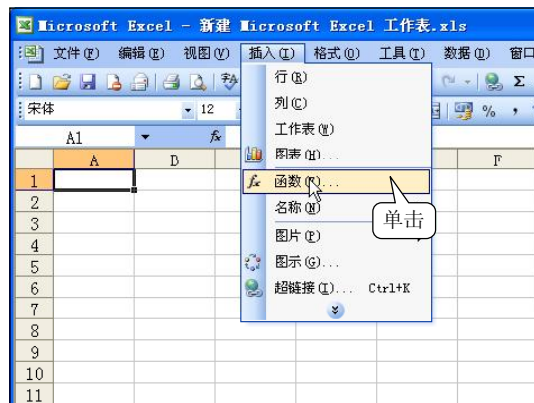 Microsoft Excel - 新建 Microsoft Excel 工作表.xls
文件(F) 编辑(E) 视图(V) 插入(I) 格式(O) 工具(T) 数据(D) 窗口
宋体 12 % ,
A1 fx
行(R)
列(C)
工作表(W)
图表(H)...
fx 函数(F)...
名称(N)
图片(P)
图示(G)...
超链接(I)... Ctrl+K
单击
A F
1
2
3
4
5
6
7
8
9
10
11